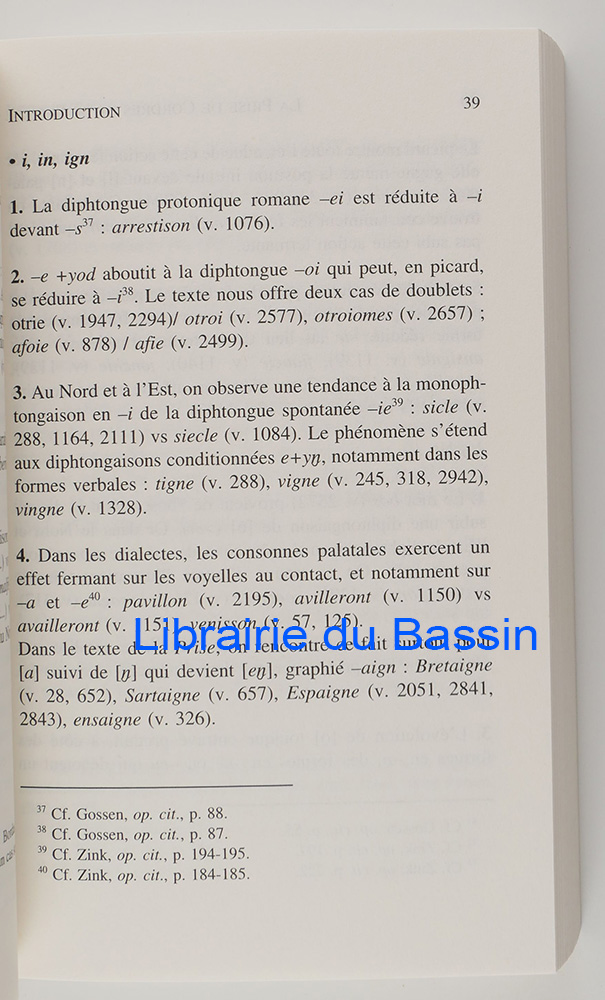 INTRODUCTION 39
• i, in, ign
1. La diphtongue protonique romane –ei est réduite à –i
devant –s³⁷ : arrestison (v. 1076).
2. –e +yod aboutit à la diphtongue –oi qui peut, en picard,
se réduire à –i³⁸. Le texte nous offre deux cas de doublets :
otrie (v. 1947, 2294)/ otroi (v. 2577), otroiomes (v. 2657) ;
afoie (v. 878) / afie (v. 2499).
3. Au Nord et à l'Est, on observe une tendance à la monoph-
tongaison en –i de la diphtongue spontanée –ie³⁹ : sicle (v.
288, 1164, 2111) vs siecle (v. 1084). Le phénomène s'étend
aux diphtongaisons conditionnées e+yŋ, notamment dans les
formes verbales : tigne (v. 288), vigne (v. 245, 318, 2942),
vingne (v. 1328).
4. Dans les dialectes, les consonnes palatales exercent un
effet fermant sur les voyelles au contact, et notamment sur
–a et –e⁴⁰ : pavillon (v. 2195), avilleront (v. 1150) vs
availleront (v. 1151), venisson (v. 57, 125).
Librairie du Bassin
Dans le texte de la Prise, on rencontre ce fait surtout pour
[a] suivi de [ŋ] qui devient [eŋ], graphié –aign : Bretaigne
(v. 28, 652), Sartaigne (v. 657), Espaigne (v. 2051, 2841,
2843), ensaigne (v. 326).
³⁷ Cf. Gossen, op. cit., p. 88.
³⁸ Cf. Gossen, op. cit., p. 87.
³⁹ Cf. Zink, op. cit., p. 194-195.
⁴⁰ Cf. Zink, op. cit., p. 184-185.